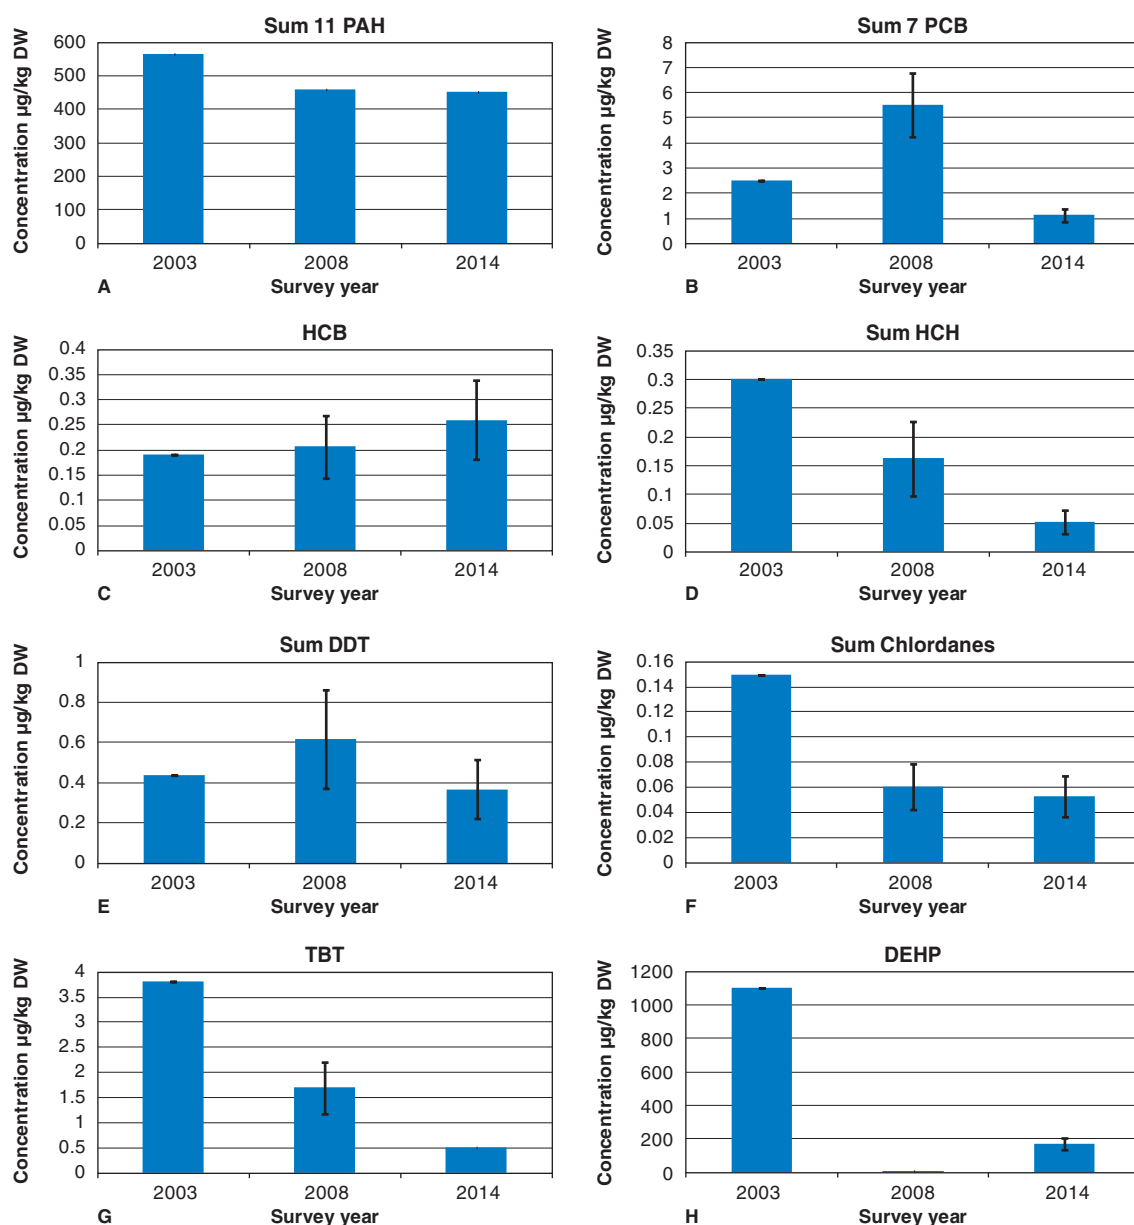 Sum 11 PAH
Concentration µg/kg DW
600
500
400
300
200
100
0
2003 2008 2014
A Survey year
Sum 7 PCB
Concentration µg/kg DW
8
7
6
5
4
3
2
1
0
2003 2008 2014
B Survey year
HCB
Concentration µg/kg DW
0.4
0.35
0.3
0.25
0.2
0.15
0.1
0.05
0
2003 2008 2014
C Survey year
Sum HCH
Concentration µg/kg DW
0.35
0.3
0.25
0.2
0.15
0.1
0.05
0
2003 2008 2014
D Survey year
Sum DDT
Concentration µg/kg DW
1
0.8
0.6
0.4
0.2
0
2003 2008 2014
E Survey year
Sum Chlordanes
Concentration µg/kg DW
0.16
0.14
0.12
0.1
0.08
0.06
0.04
0.02
0
2003 2008 2014
F Survey year
TBT
Concentration µg/kg DW
4
3.5
3
2.5
2
1.5
1
0.5
0
2003 2008 2014
G Survey year
DEHP
Concentration µg/kg DW
1200
1000
800
600
400
200
0
2003 2008 2014
H Survey year